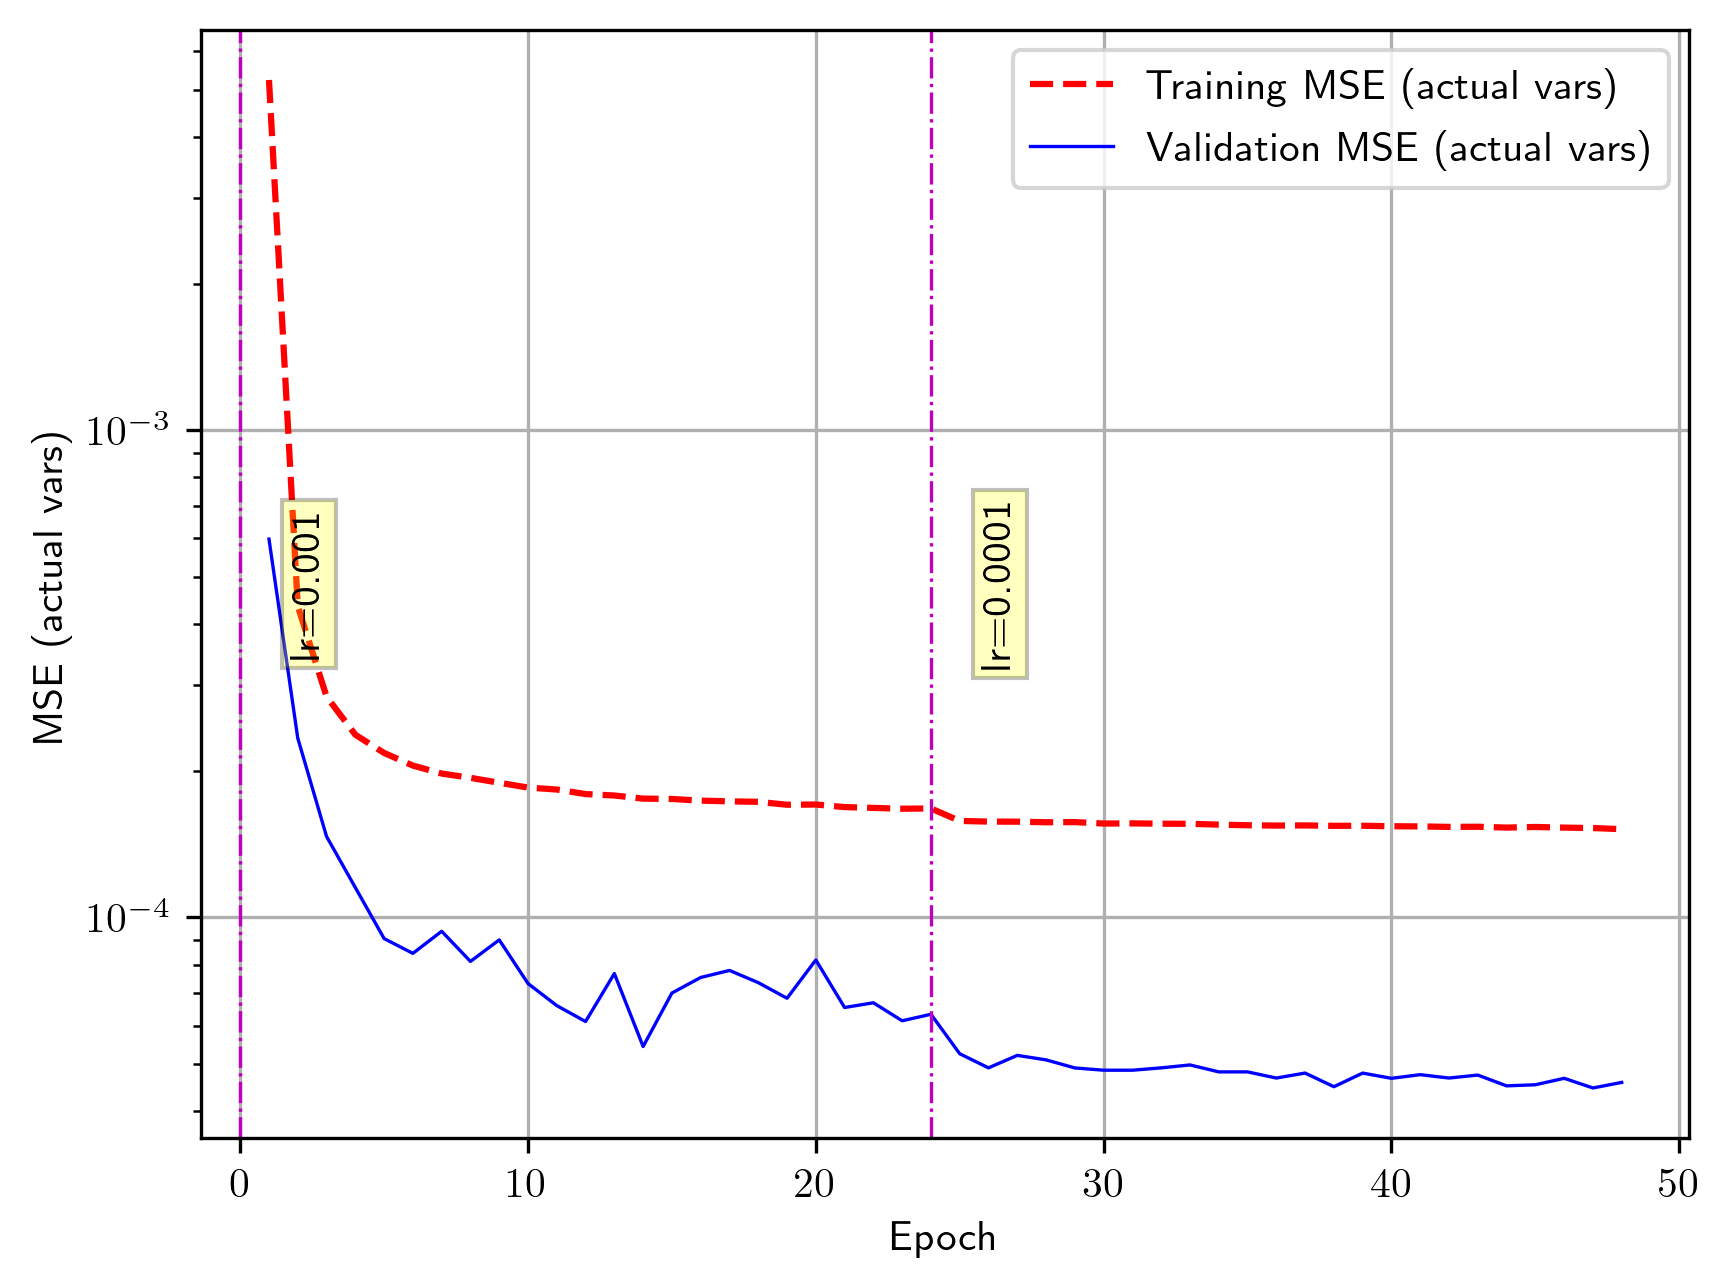 Training MSE (actual vars)
Validation MSE (actual vars)
MSE (actual vars)
10⁻³
10⁻⁴
lr=0.001
lr=0.0001
0 10 20 30 40 50
Epoch